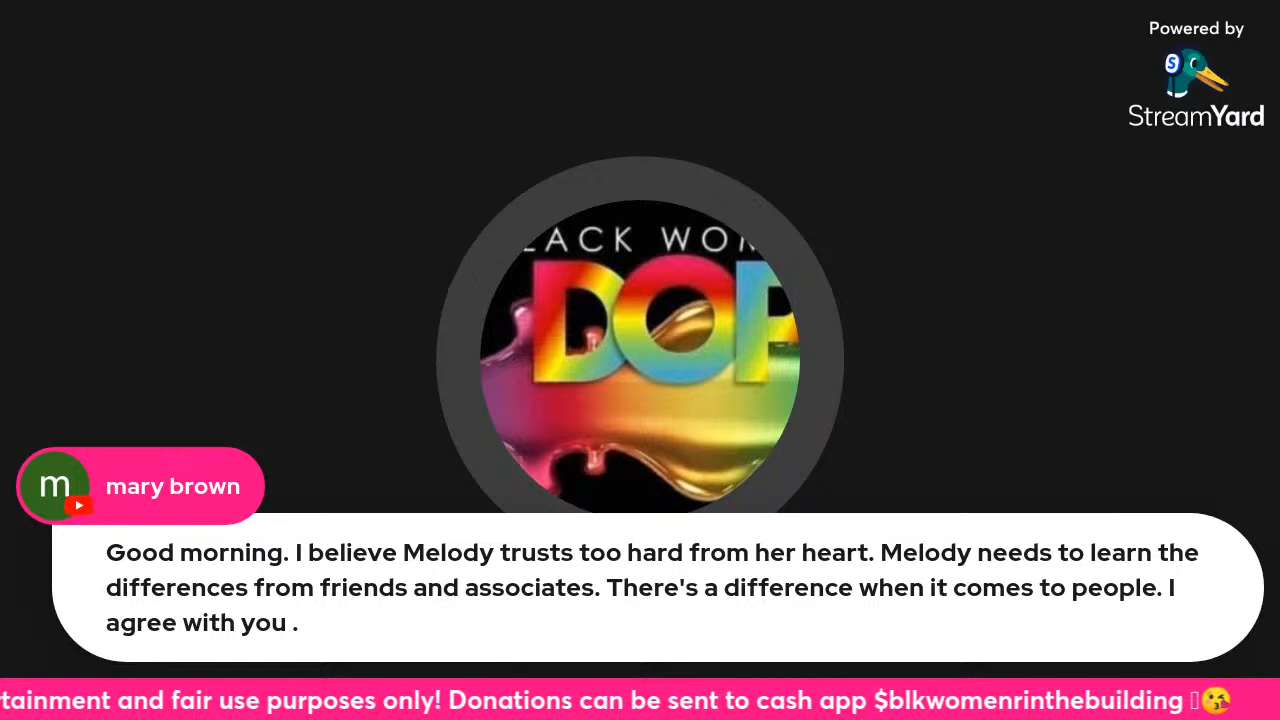 Powered by
S
StreamYard
LACK WOM
DOP
m
mary brown
Good morning. I believe Melody trusts too hard from her heart. Melody needs to learn the
differences from friends and associates. There's a difference when it comes to people. I
agree with you .
rtainment and fair use purposes only! Donations can be sent to cash app $blkwomenrinthebuilding 😘